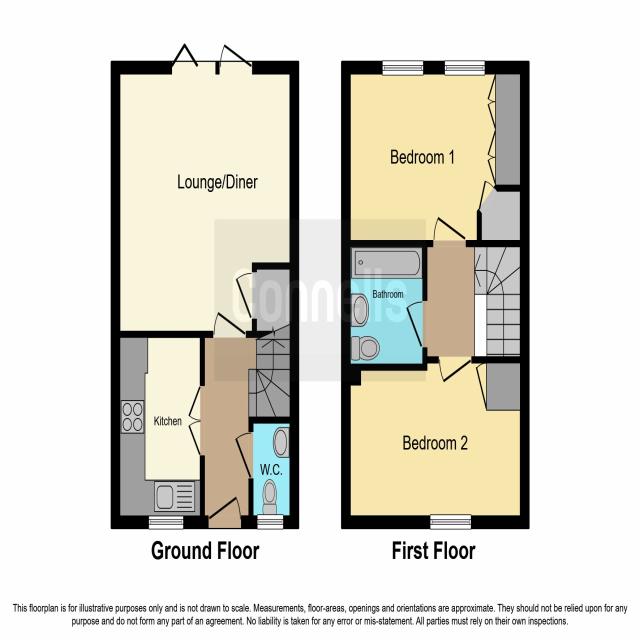 Lounge/Diner
Kitchen
W.C.
Ground Floor
Bedroom 1
Bathroom
Bedroom 2
First Floor
Connells
This floorplan is for illustrative purposes only and is not drawn to scale. Measurements, floor-areas, openings and orientations are approximate. They should not be relied upon for any
purpose and do not form any part of an agreement. No liability is taken for any error or mis-statement. All parties must rely on their own inspections.